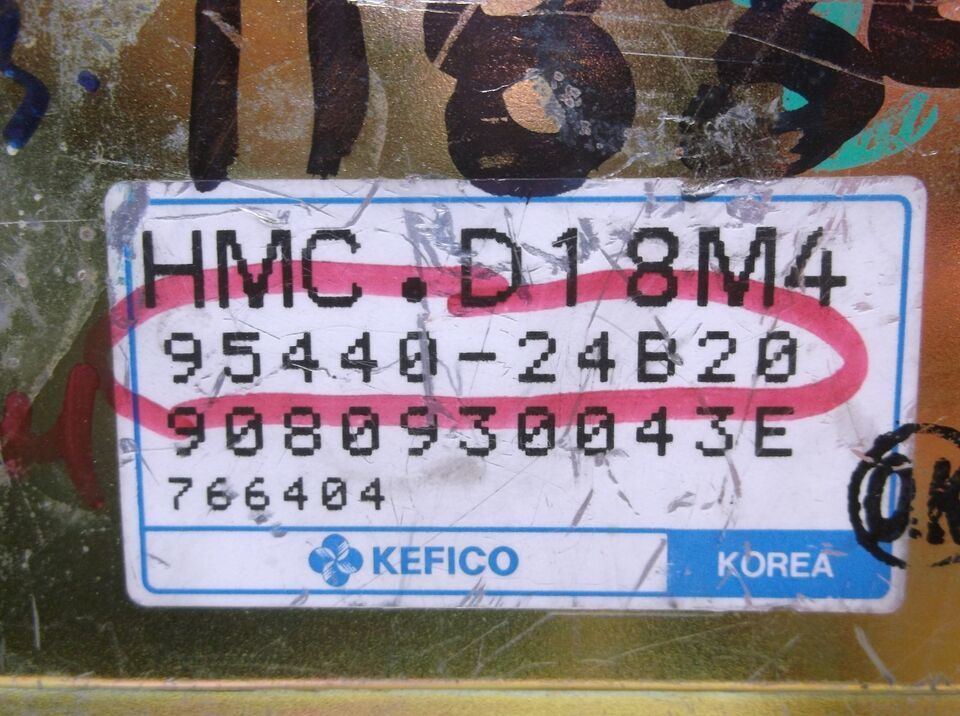 HMC.D18M4
95440-24B20
9080930043E
766404
KEFICO
KOREA